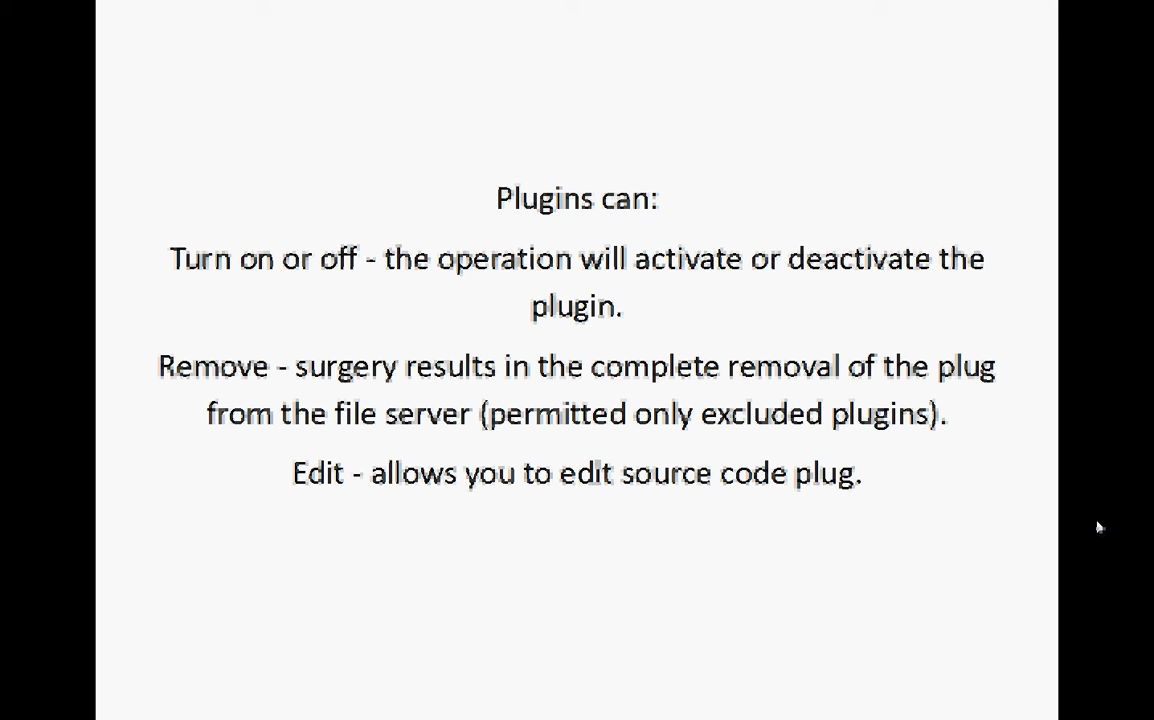 Plugins can:
Turn on or off - the operation will activate or deactivate the
plugin.
Remove - surgery results in the complete removal of the plug
from the file server (permitted only excluded plugins).
Edit - allows you to edit source code plug.